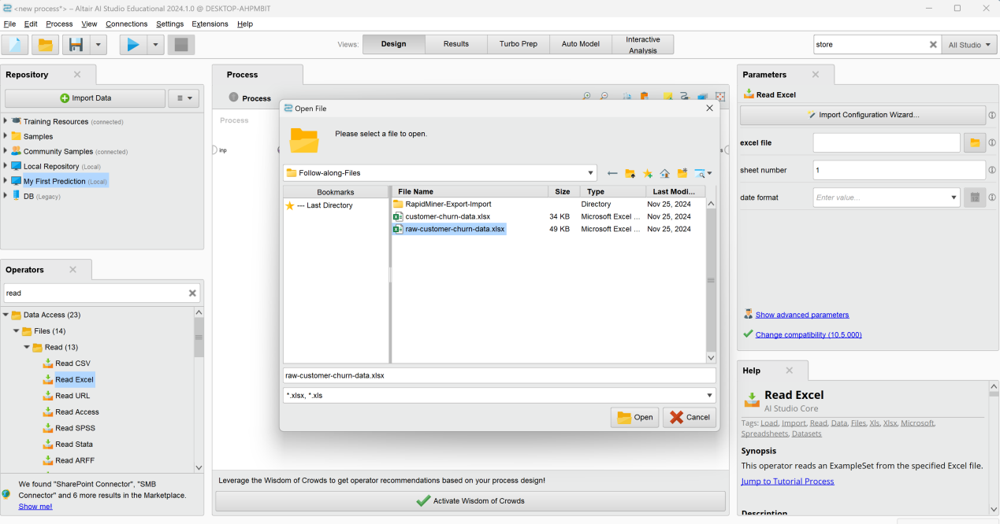 <new process*> – Altair AI Studio Educational 2024.1.0 @ DESKTOP-AHPMBIT
File Edit Process View Connections Settings Extensions Help
Views: Design Results Turbo Prep Auto Model Interactive Analysis
store All Studio
Repository
Import Data
Training Resources (connected)
Samples
Community Samples (connected)
Local Repository (Local)
My First Prediction (Local)
DB (Legacy)
Operators
read
Data Access (23)
Files (14)
Read (13)
Read CSV
Read Excel
Read URL
Read Access
Read SPSS
Read Stata
Read ARFF
We found "SharePoint Connector", "SMB
Connector" and 6 more results in the Marketplace.
Show me!
Process
Process
Process
inp
Open File
Please select a file to open.
Follow-along-Files
Bookmarks
--- Last Directory
File Name Size Type Last Modi...
RapidMiner-Export-Import Directory Nov 25, 2024
customer-churn-data.xlsx 34 KB Microsoft Excel ... Nov 25, 2024
raw-customer-churn-data.xlsx 49 KB Microsoft Excel ... Nov 25, 2024
raw-customer-churn-data.xlsx
*.xlsx, *.xls
Open Cancel
Leverage the Wisdom of Crowds to get operator recommendations based on your process design!
Activate Wisdom of Crowds
Parameters
Read Excel
Import Configuration Wizard...
excel file
sheet number 1
date format Enter value...
Show advanced parameters
Change compatibility (10.5.000)
Help
Read Excel
AI Studio Core
Tags: Load, Import, Read, Data, Files, Xls, Xlsx, Microsoft,
Spreadsheets, Datasets
Synopsis
This operator reads an ExampleSet from the specified Excel file.
Jump to Tutorial Process
Description